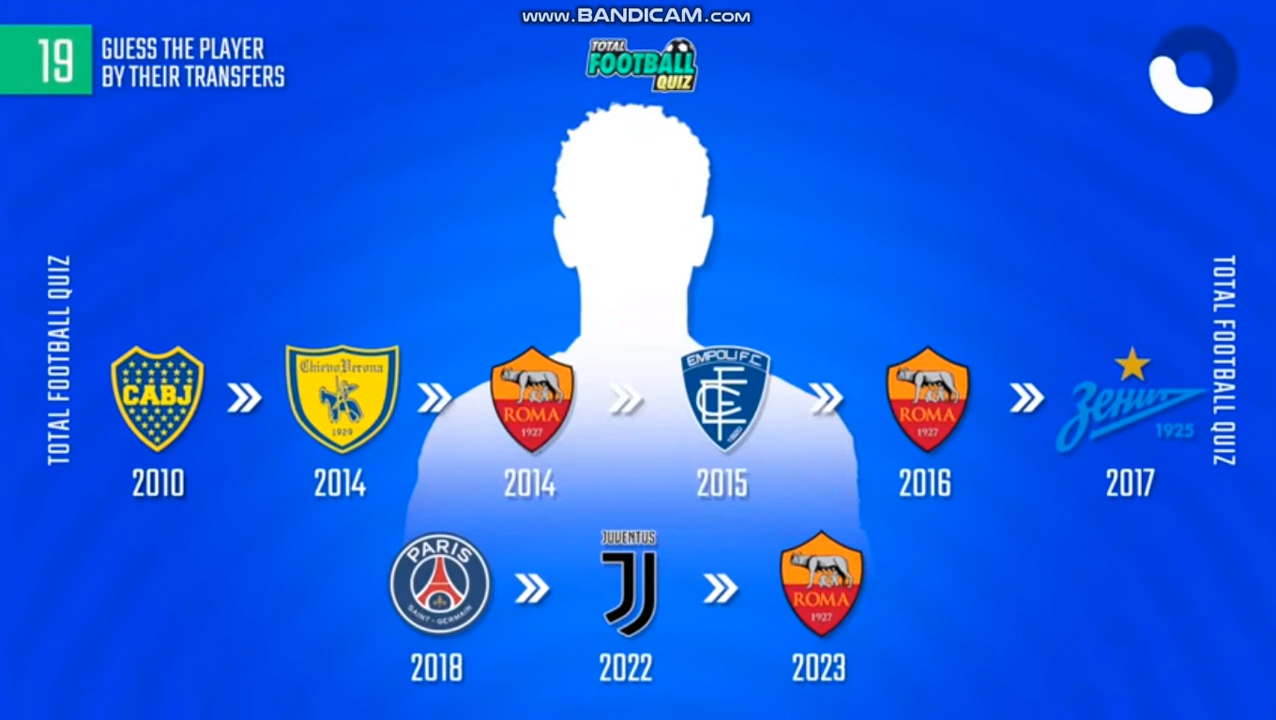 www.BANDICAM.com
19
GUESS THE PLAYER
BY THEIR TRANSFERS
TOTAL
FOOTBALL
QUIZ
TOTAL FOOTBALL QUIZ
TOTAL FOOTBALL QUIZ
CABJ
ChievoVerona
1929
ROMA
1927
EMPOLI F.C.
ROMA
1927
Зенит
1925
2010
2014
2014
2015
2016
2017
PARIS
SAINT-GERMAIN
JUVENTUS
ROMA
1927
2018
2022
2023